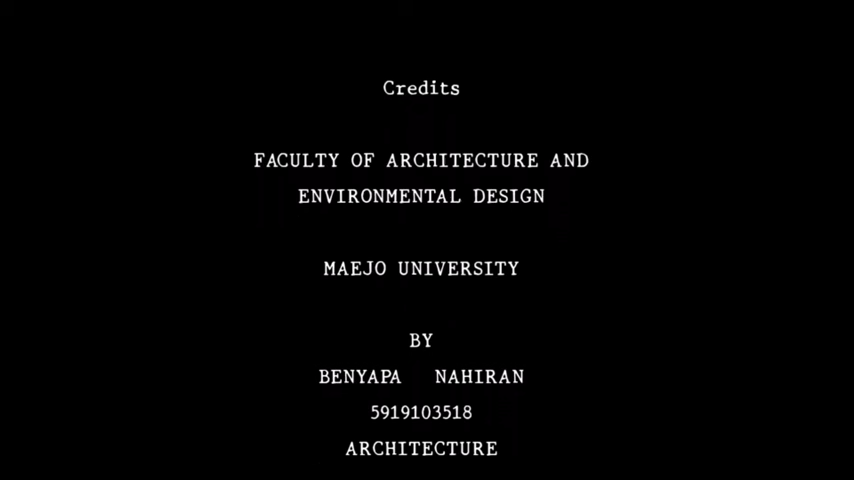 Credits
FACULTY OF ARCHITECTURE AND
ENVIRONMENTAL DESIGN
MAEJO UNIVERSITY
BY
BENYAPA NAHIRAN
5919103518
ARCHITECTURE